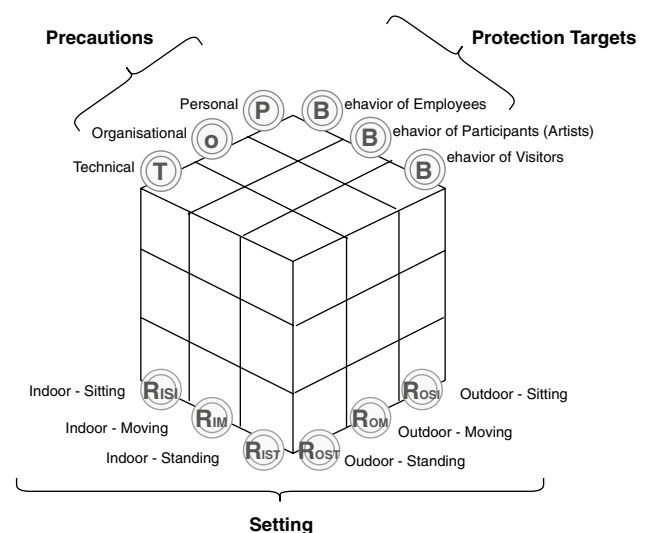 Precautions
Protection Targets
Personal P
B ehavior of Employees
Organisational o
B ehavior of Participants (Artists)
Technical T
B ehavior of Visitors
Indoor - Sitting RISI
ROSI Outdoor - Sitting
Indoor - Moving RIM
ROM Outdoor - Moving
Indoor - Standing RIST
ROST Oudoor - Standing
Setting